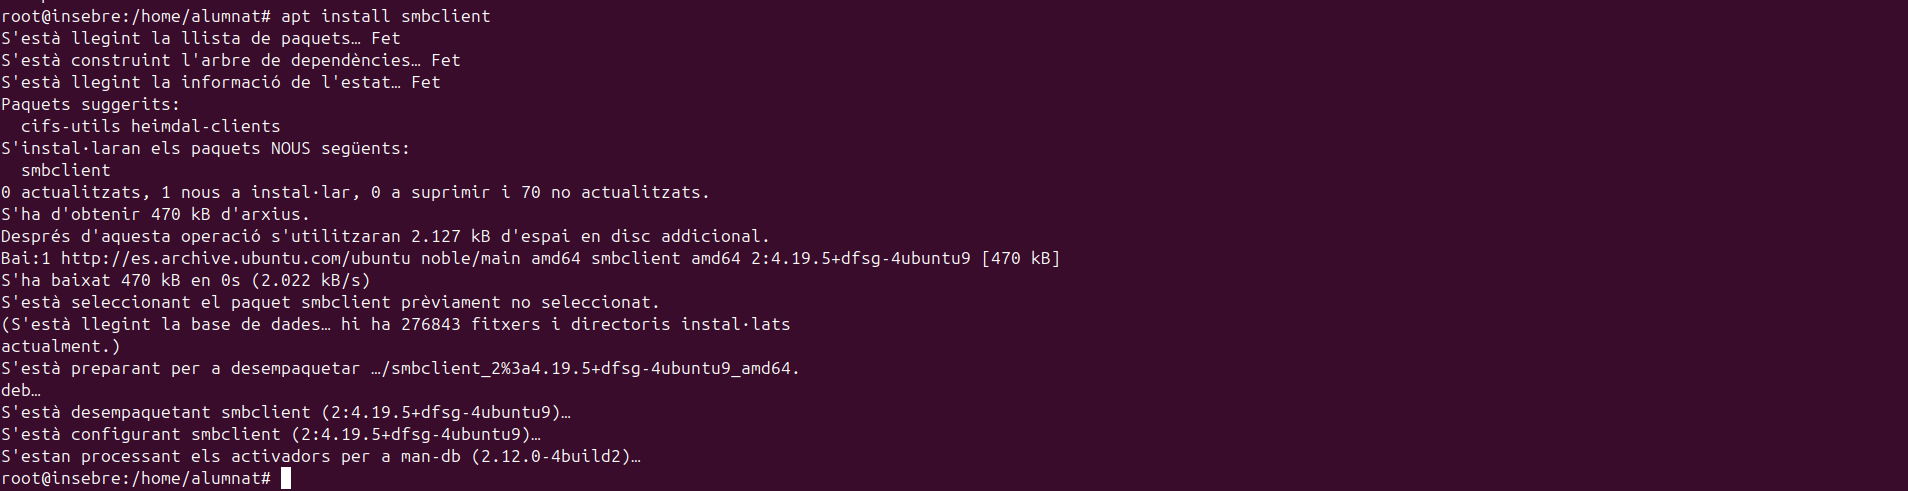 root@insebre:/home/alumnat# apt install smbclient
S'està llegint la llista de paquets… Fet
S'està construint l'arbre de dependències… Fet
S'està llegint la informació de l'estat… Fet
Paquets suggerits:
  cifs-utils heimdal-clients
S'instal·laran els paquets NOUS següents:
  smbclient
0 actualitzats, 1 nous a instal·lar, 0 a suprimir i 70 no actualitzats.
S'ha d'obtenir 470 kB d'arxius.
Després d'aquesta operació s'utilitzaran 2.127 kB d'espai en disc addicional.
Bai:1 http://es.archive.ubuntu.com/ubuntu noble/main amd64 smbclient amd64 2:4.19.5+dfsg-4ubuntu9 [470 kB]
S'ha baixat 470 kB en 0s (2.022 kB/s)
S'està seleccionant el paquet smbclient prèviament no seleccionat.
(S'està llegint la base de dades… hi ha 276843 fitxers i directoris instal·lats
actualment.)
S'està preparant per a desempaquetar …/smbclient_2%3a4.19.5+dfsg-4ubuntu9_amd64.
deb…
S'està desempaquetant smbclient (2:4.19.5+dfsg-4ubuntu9)…
S'està configurant smbclient (2:4.19.5+dfsg-4ubuntu9)…
S'estan processant els activadors per a man-db (2.12.0-4build2)…
root@insebre:/home/alumnat#